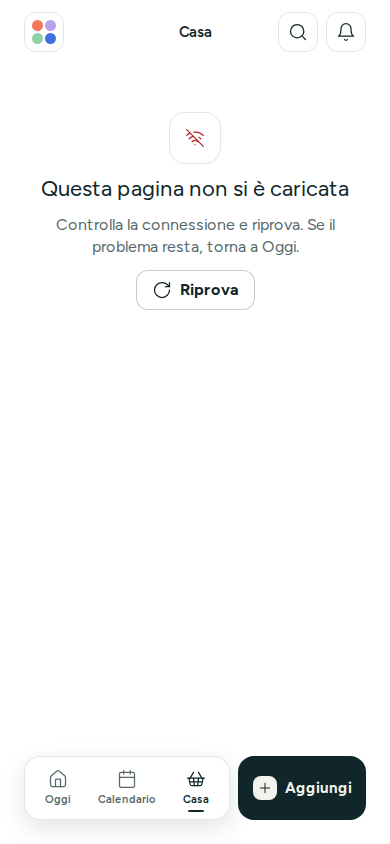 Casa
Questa pagina non si è caricata
Controlla la connessione e riprova. Se il
problema resta, torna a Oggi.
Riprova
Oggi
Calendario
Casa
Aggiungi